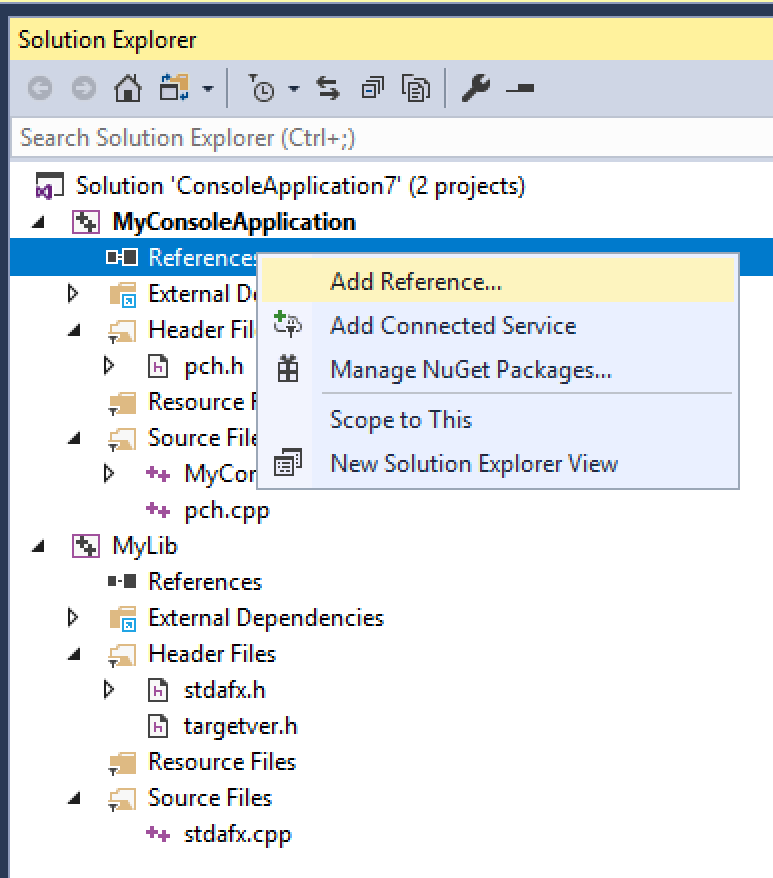 Solution Explorer
Search Solution Explorer (Ctrl+;)
Solution 'ConsoleApplication7' (2 projects)
MyConsoleApplication
References
Add Reference...
External D
Add Connected Service
Header Fil
pch.h
Manage NuGet Packages...
Resource F
Scope to This
Source File
MyCon
New Solution Explorer View
pch.cpp
MyLib
References
External Dependencies
Header Files
stdafx.h
targetver.h
Resource Files
Source Files
stdafx.cpp